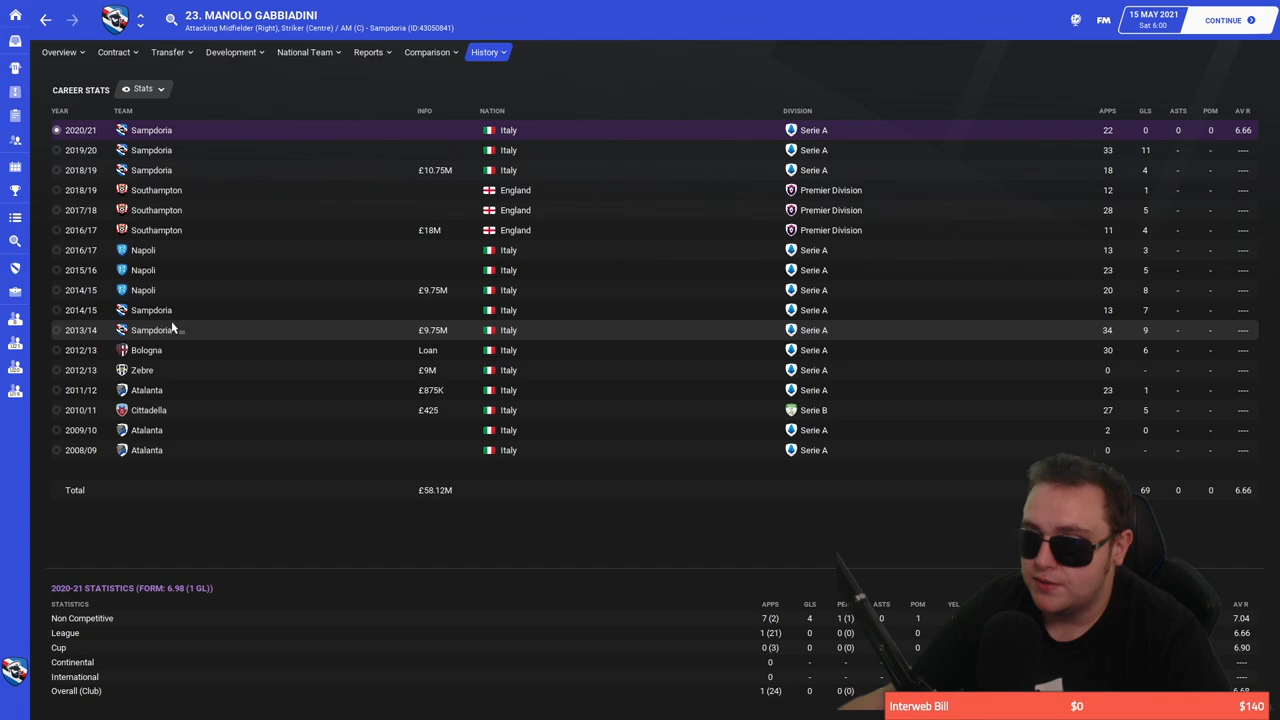 23. MANOLO GABBIADINI
Attacking Midfielder (Right), Striker (Centre) / AM (C) - Sampdoria (ID:43050841)
FM
15 MAY 2021
Sat 6:00
CONTINUE
Overview Contract Transfer Development National Team Reports Comparison History
CAREER STATS Stats
YEAR TEAM INFO NATION DIVISION APPS GLS ASTS POM AV R
2020/21 Sampdoria Italy Serie A 22 0 0 0 6.66
2019/20 Sampdoria Italy Serie A 33 11 - - ----
2018/19 Sampdoria £10.75M Italy Serie A 18 4 - - ----
2018/19 Southampton England Premier Division 12 1 - - ----
2017/18 Southampton England Premier Division 28 5 - - ----
2016/17 Southampton £18M England Premier Division 11 4 - - ----
2016/17 Napoli Italy Serie A 13 3 - - ----
2015/16 Napoli Italy Serie A 23 5 - - ----
2014/15 Napoli £9.75M Italy Serie A 20 8 - - ----
2014/15 Sampdoria Italy Serie A 13 7 - - ----
2013/14 Sampdoria £9.75M Italy Serie A 34 9 - - ----
2012/13 Bologna Loan Italy Serie A 30 6 - - ----
2012/13 Zebre £9M Italy Serie A 0 - - - ----
2011/12 Atalanta £875K Italy Serie A 23 1 - - ----
2010/11 Cittadella £425 Italy Serie B 27 5 - - ----
2009/10 Atalanta Italy Serie A 2 0 - - ----
2008/09 Atalanta Italy Serie A 0 - - - ----
Total £58.12M 69 0 0 6.66
2020-21 STATISTICS (FORM: 6.98 (1 GL))
STATISTICS APPS GLS ASTS POM YEL AV R
Non Competitive 7 (2) 4 1 (1) 0 1 7.04
League 1 (21) 0 0 (0) 0 0 6.66
Cup 0 (3) 0 0 (0) 0 0 6.90
Continental 0 - - - - ----
International 0 - - - - ----
Overall (Club) 1 (24) 0 0 (0)
Interweb Bill $0 $140